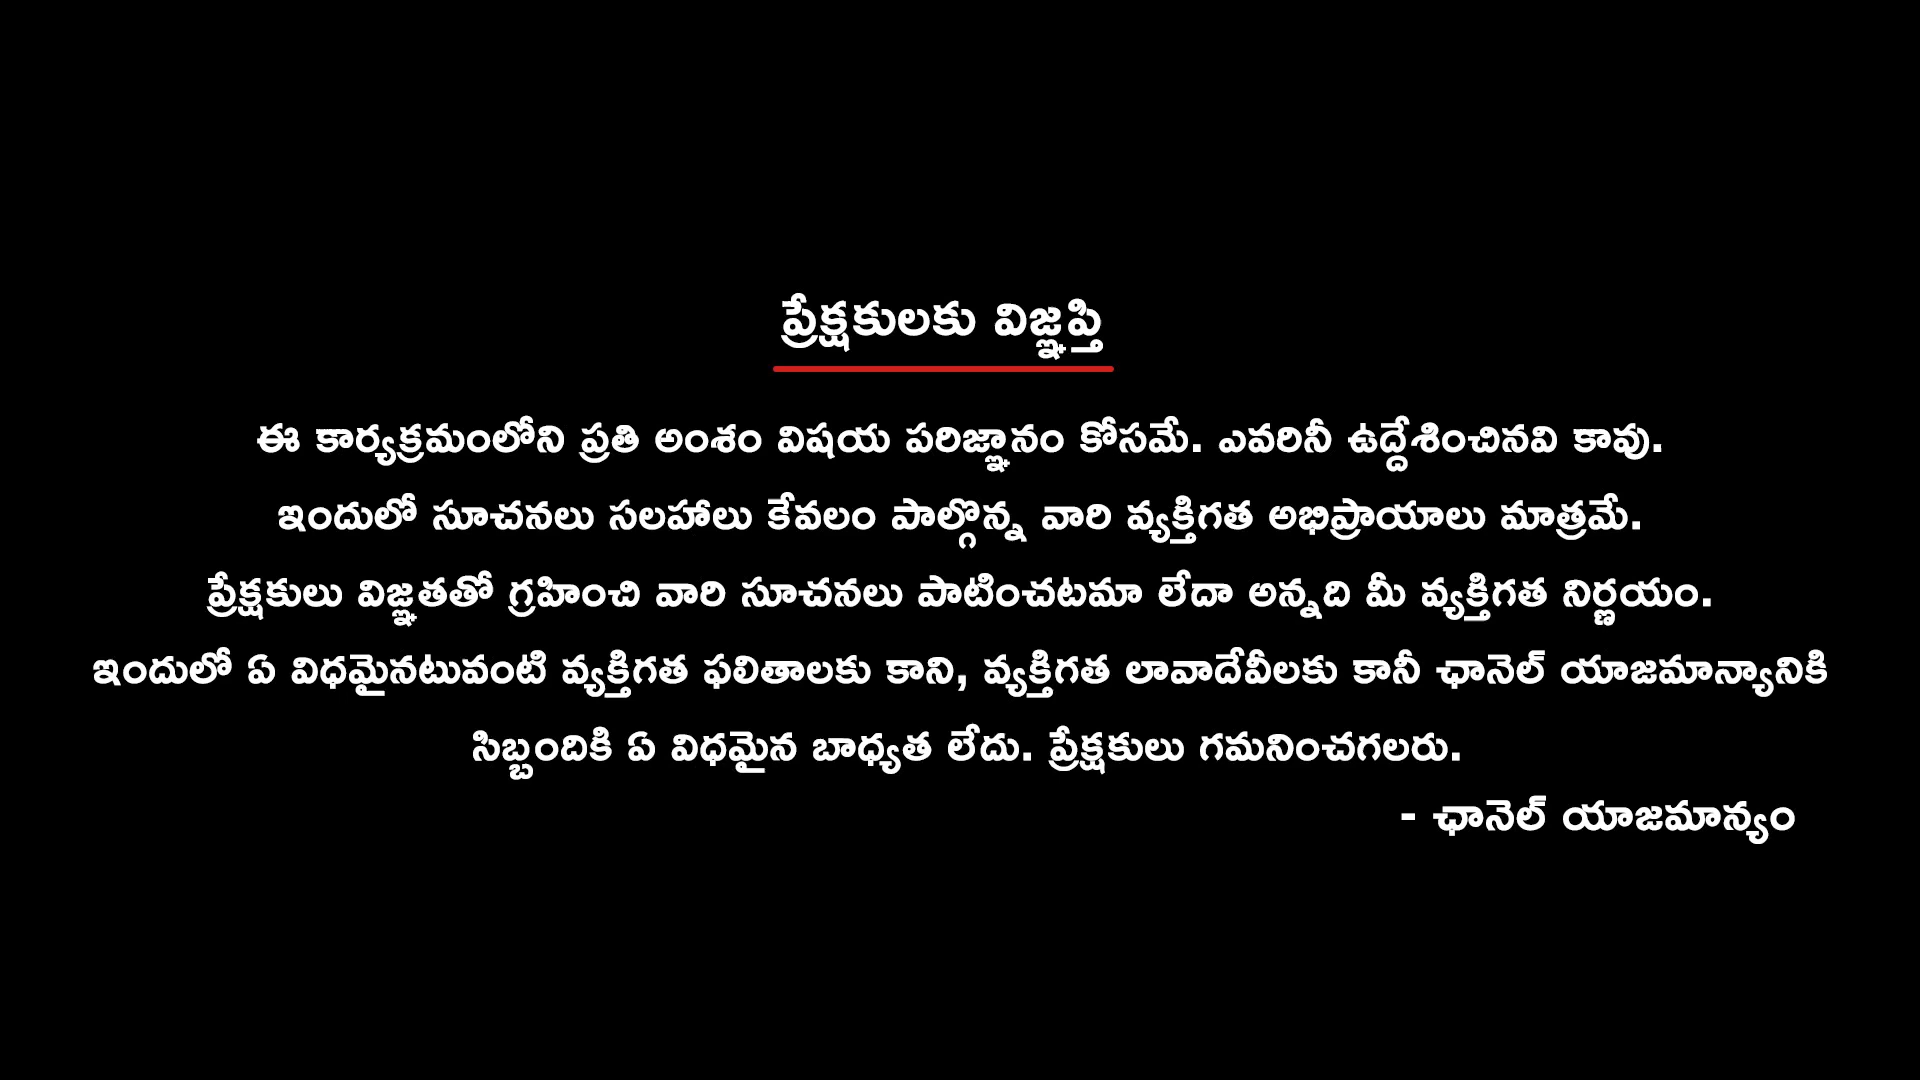 ప్రేక్షకులకు విజ్ఞప్తి
ఈ కార్యక్రమంలోని ప్రతి అంశం విషయ పరిజ్ఞానం కోసమే. ఎవరినీ ఉద్దేశించినవి కావు.
ఇందులో సూచనలు సలహాలు కేవలం పాల్గొన్న వారి వ్యక్తిగత అభిప్రాయాలు మాత్రమే.
ప్రేక్షకులు విజ్ఞతతో గ్రహించి వారి సూచనలు పాటించటమా లేదా అన్నది మీ వ్యక్తిగత నిర్ణయం.
ఇందులో ఏ విధమైనటువంటి వ్యక్తిగత ఫలితాలకు కాని, వ్యక్తిగత లావాదేవీలకు కానీ ఛానెల్ యాజమాన్యానికి
సిబ్బందికి ఏ విధమైన బాధ్యత లేదు. ప్రేక్షకులు గమనించగలరు.
- ఛానెల్ యాజమాన్యం